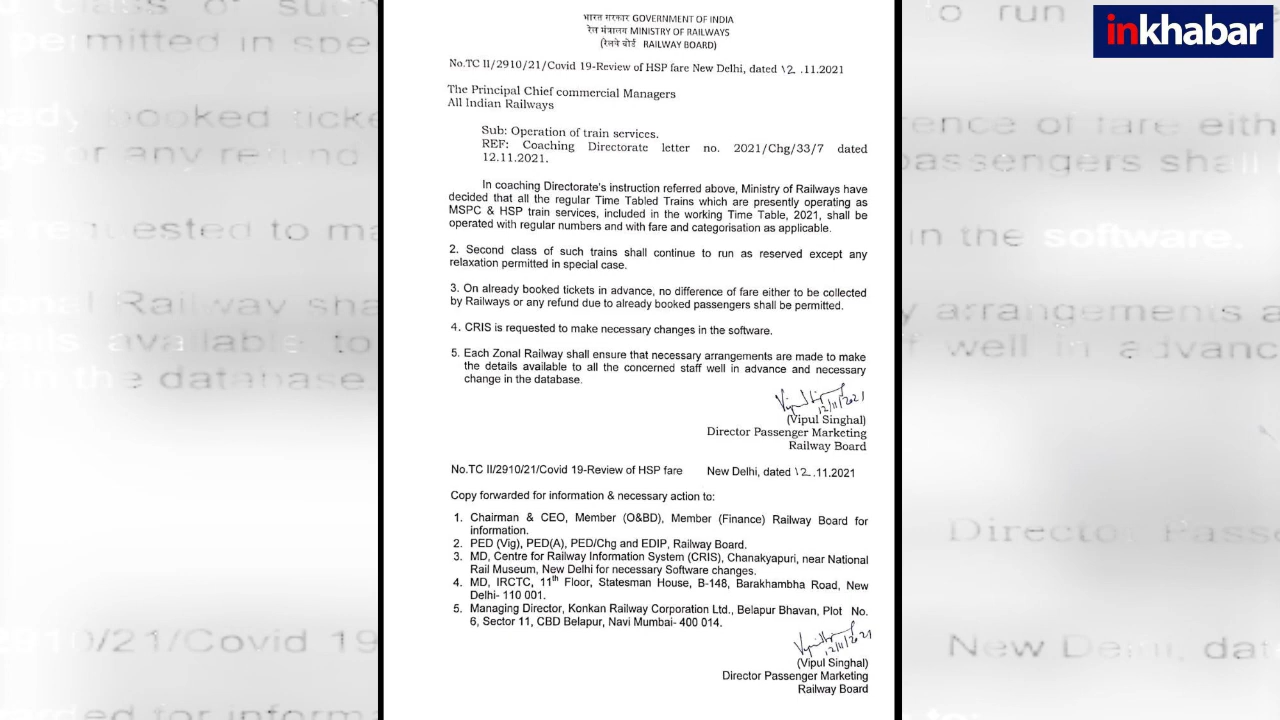 inkhabar
भारत सरकार GOVERNMENT OF INDIA
रेल मंत्रालय MINISTRY OF RAILWAYS
(रेलवे बोर्ड RAILWAY BOARD)
No.TC II/2910/21/Covid 19-Review of HSP fare New Delhi, dated 12 .11.2021
The Principal Chief commercial Managers
All Indian Railways
Sub: Operation of train services.
REF: Coaching Directorate letter no. 2021/Chg/33/7 dated
12.11.2021.
In coaching Directorate's instruction referred above, Ministry of Railways have
decided that all the regular Time Tabled Trains which are presently operating as
MSPC & HSP train services, included in the working Time Table, 2021, shall be
operated with regular numbers and with fare and categorisation as applicable.
2. Second class of such trains shall continue to run as reserved except any
relaxation permitted in special case.
3. On already booked tickets in advance, no difference of fare either to be collected
by Railways or any refund due to already booked passengers shall be permitted.
4. CRIS is requested to make necessary changes in the software.
5. Each Zonal Railway shall ensure that necessary arrangements are made to make
the details available to all the concerned staff well in advance and necessary
change in the database.
12/11/2021
(Vipul Singhal)
Director Passenger Marketing
Railway Board
No.TC II/2910/21/Covid 19-Review of HSP fare New Delhi, dated 12.11.2021
Copy forwarded for information & necessary action to:
1. Chairman & CEO, Member (O&BD), Member (Finance) Railway Board for
information.
2. PED (Vig), PED(A), PED/Chg and EDIP, Railway Board.
3. MD, Centre for Railway Information System (CRIS), Chanakyapuri, near National
Rail Museum, New Delhi for necessary Software changes.
4. MD, IRCTC, 11th Floor, Statesman House, B-148, Barakhambha Road, New
Delhi- 110 001.
5. Managing Director, Konkan Railway Corporation Ltd., Belapur Bhavan, Plot No.
6, Sector 11, CBD Belapur, Navi Mumbai- 400 014.
12/11/2021
(Vipul Singhal)
Director Passenger Marketing
Railway Board